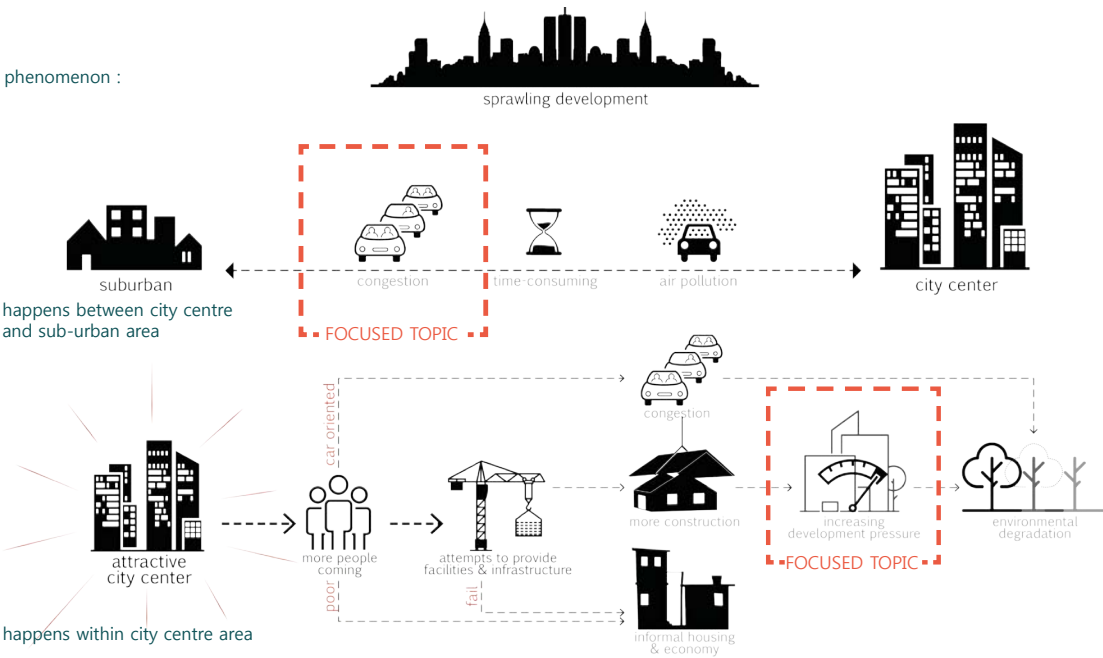 phenomenon :
sprawling development
suburban
congestion
time-consuming
air pollution
city center
happens between city centre
and sub-urban area
FOCUSED TOPIC
car oriented
congestion
attractive
city center
more people
coming
attempts to provide
facilities & infrastructure
more construction
increasing
development pressure
environmental
degradation
FOCUSED TOPIC
poor
fail
informal housing
& economy
happens within city centre area